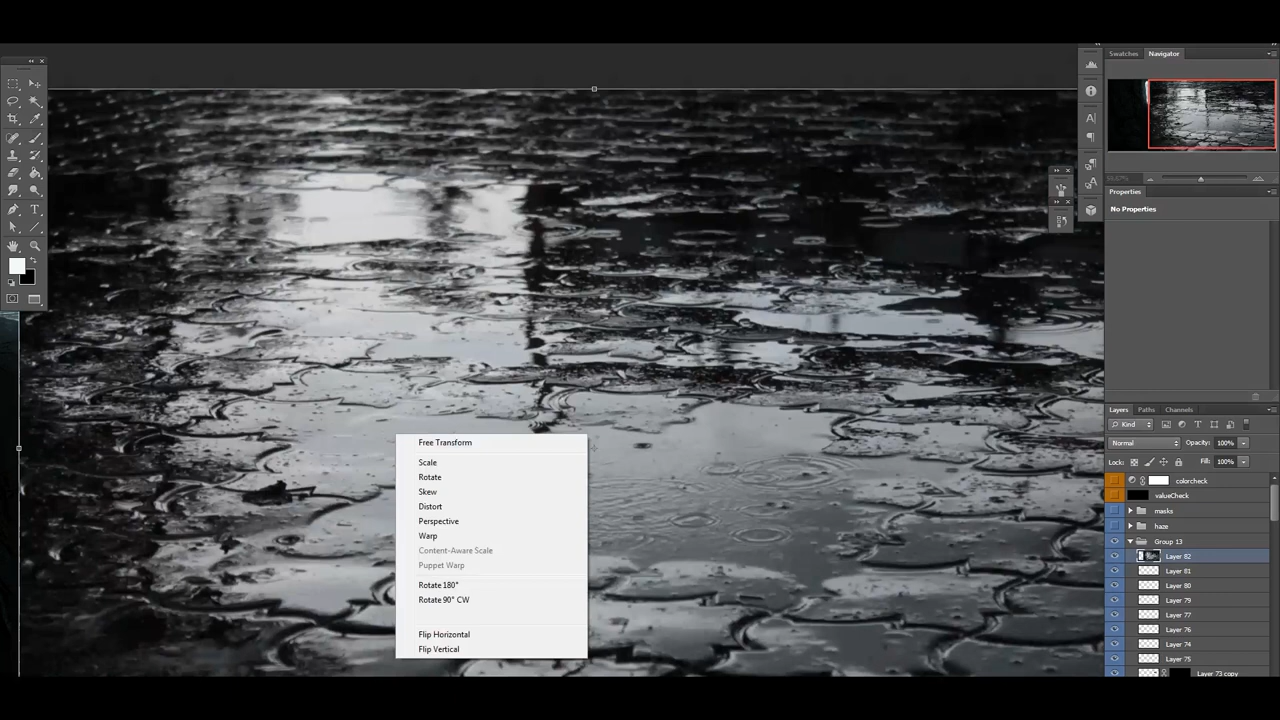 Swatches
Navigator
Properties
No Properties
Layers
Paths
Channels
Kind
Normal
Opacity: 100%
Lock:
Fill: 100%
colorcheck
valueCheck
masks
haze
Group 13
Layer 82
Layer 81
Layer 80
Layer 79
Layer 77
Layer 76
Layer 74
Layer 75
Layer 73 copy
Free Transform
Scale
Rotate
Skew
Distort
Perspective
Warp
Content-Aware Scale
Puppet Warp
Rotate 180°
Rotate 90° CW
Flip Horizontal
Flip Vertical